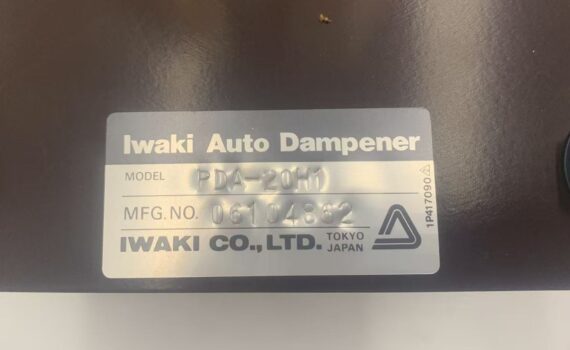 Iwaki Auto Dampener
MODEL PDA-20H1
MFG.NO. 06104862
IWAKI CO.,LTD. TOKYO JAPAN
1P417090